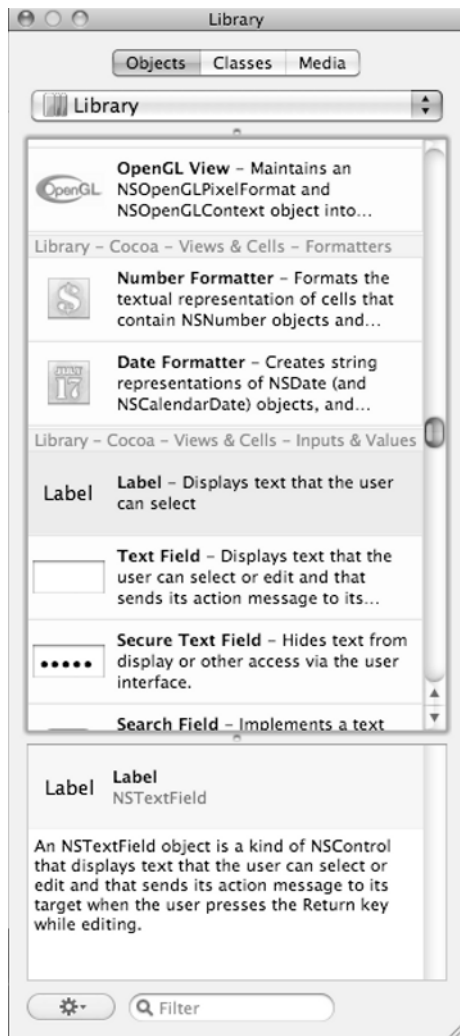 Library
Objects Classes Media
Library
OpenGL
OpenGL View – Maintains an
NSOpenGLPixelFormat and
NSOpenGLContext object into...
Library – Cocoa – Views & Cells – Formatters
$
Number Formatter – Formats the
textual representation of cells that
contain NSNumber objects and...
17
Date Formatter – Creates string
representations of NSDate (and
NSCalendarDate) objects, and...
Library – Cocoa – Views & Cells – Inputs & Values
Label
Label – Displays text that the user
can select
Text Field – Displays text that the
user can select or edit and that
sends its action message to its...
Secure Text Field – Hides text from
display or other access via the user
interface.
Search Field – Implements a text
Label
Label
NSTextField
An NSTextField object is a kind of NSControl
that displays text that the user can select or
edit and that sends its action message to its
target when the user presses the Return key
while editing.
Filter